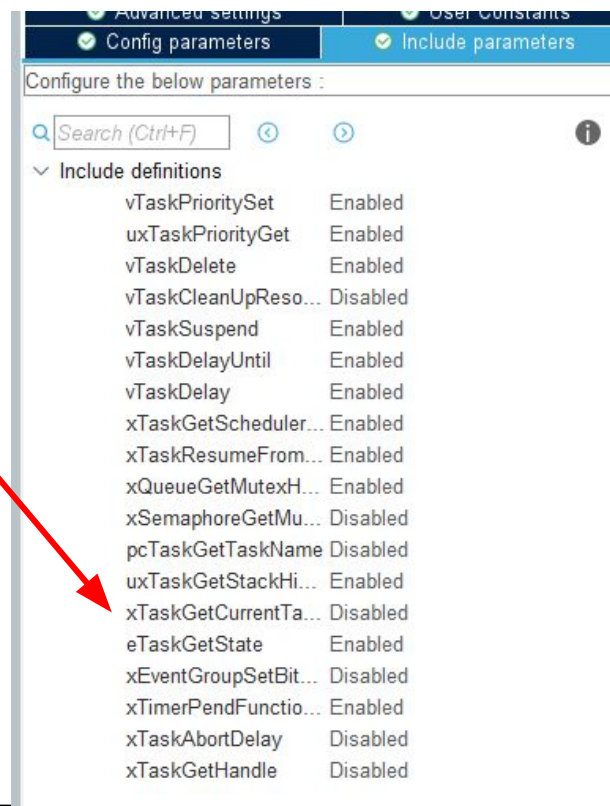 Advanced settings User Constants
Config parameters Include parameters
Configure the below parameters :
Search (Ctrl+F)
Include definitions
vTaskPrioritySet Enabled
uxTaskPriorityGet Enabled
vTaskDelete Enabled
vTaskCleanUpReso... Disabled
vTaskSuspend Enabled
vTaskDelayUntil Enabled
vTaskDelay Enabled
xTaskGetScheduler... Enabled
xTaskResumeFrom... Enabled
xQueueGetMutexH... Enabled
xSemaphoreGetMu... Disabled
pcTaskGetTaskName Disabled
uxTaskGetStackHi... Enabled
xTaskGetCurrentTa... Disabled
eTaskGetState Enabled
xEventGroupSetBit... Disabled
xTimerPendFunctio... Enabled
xTaskAbortDelay Disabled
xTaskGetHandle Disabled